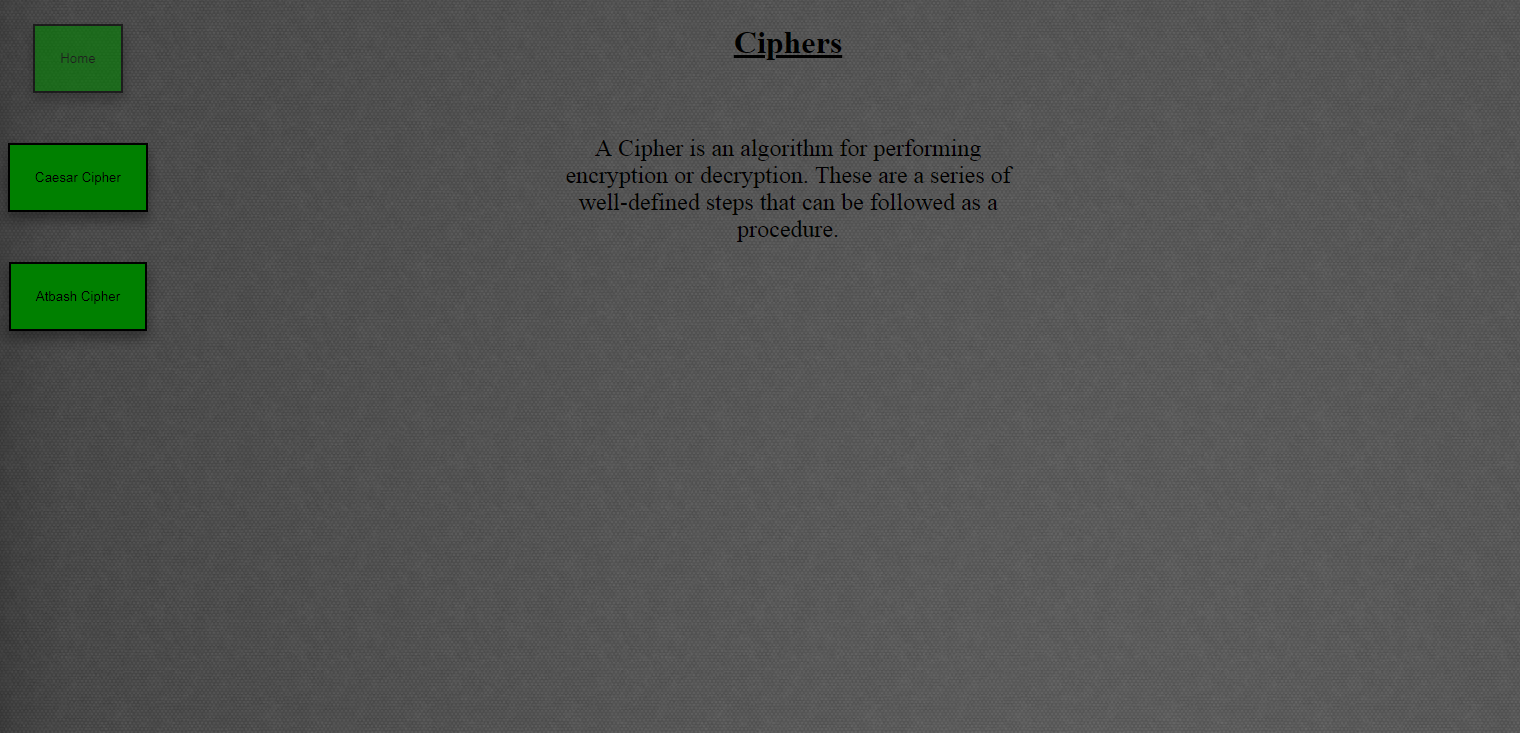 Home
Ciphers
Caesar Cipher
Atbash Cipher
A Cipher is an algorithm for performing
encryption or decryption. These are a series of
well-defined steps that can be followed as a
procedure.